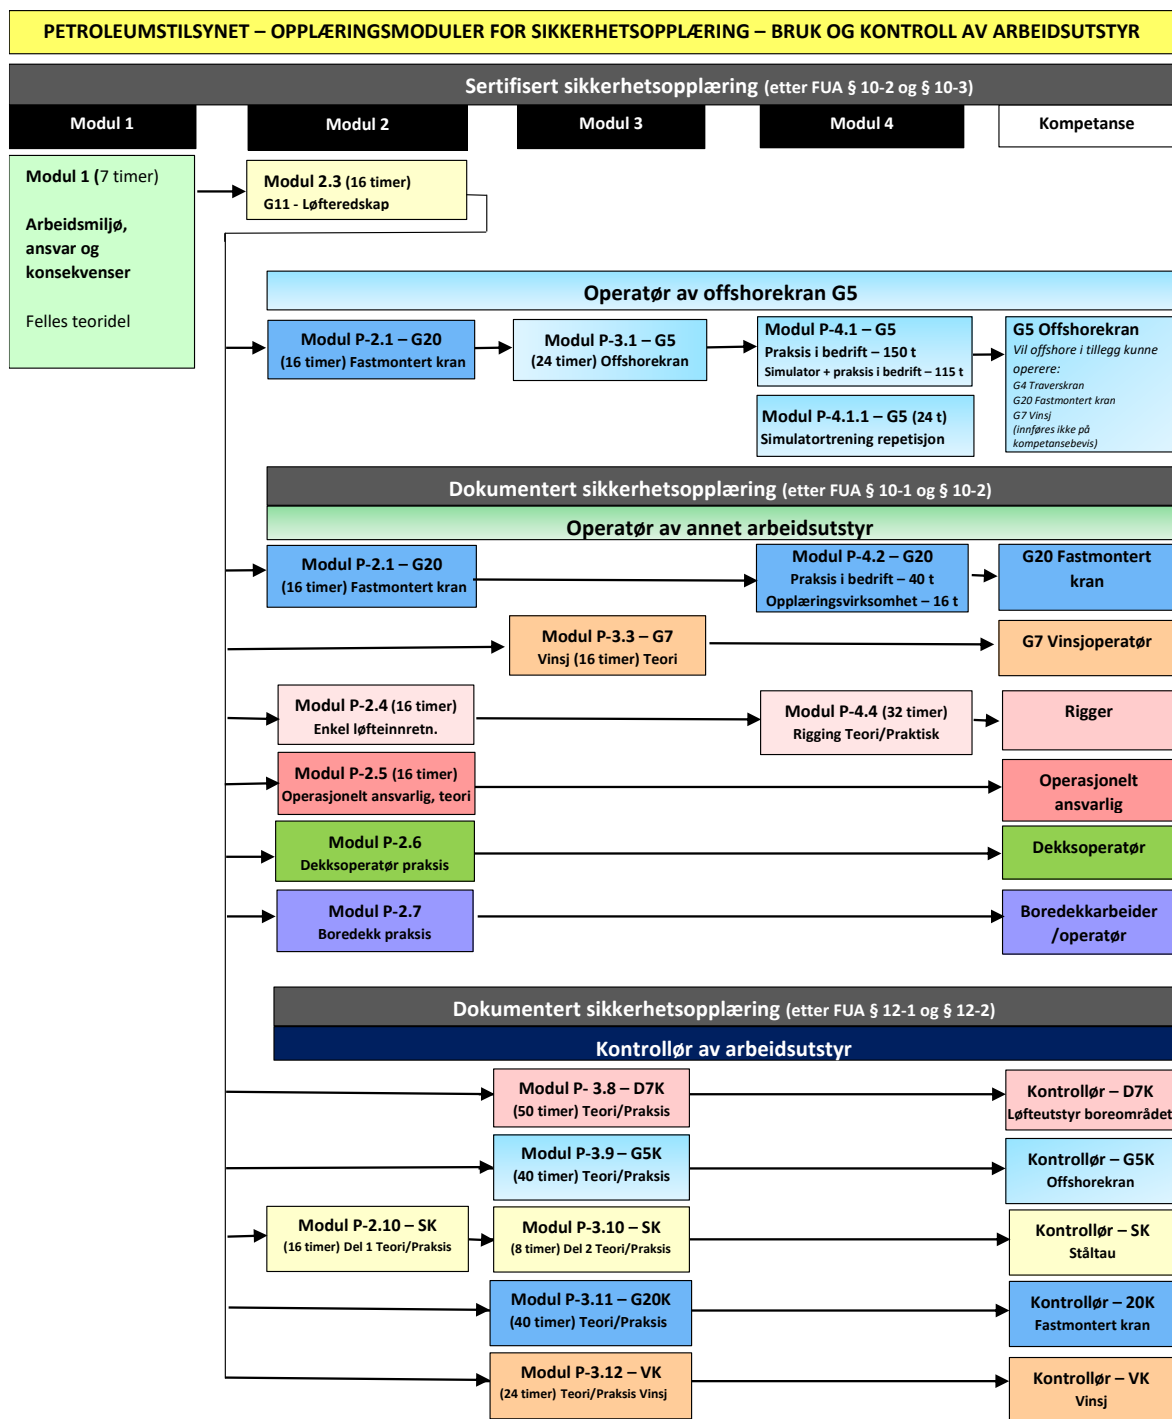 PETROLEUMSTILSYNET – OPPLÆRINGSMODULER FOR SIKKERHETSOPPLÆRING – BRUK OG KONTROLL AV ARBEIDSUTSTYR
Sertifisert sikkerhetsopplæring (etter FUA § 10-2 og § 10-3)
Modul 1
Modul 2
Modul 3
Modul 4
Kompetanse
Modul 1 (7 timer)
Arbeidsmiljø,
ansvar og
konsekvenser
Felles teoridel
Modul 2.3 (16 timer)
G11 - Løfteredskap
Operatør av offshorekran G5
Modul P-2.1 – G20
(16 timer) Fastmontert kran
Modul P-3.1 – G5
(24 timer) Offshorekran
Modul P-4.1 – G5
Praksis i bedrift – 150 t
Simulator + praksis i bedrift – 115 t
Modul P-4.1.1 – G5 (24 t)
Simulatortrening repetisjon
G5 Offshorekran
Vil offshore i tillegg kunne
operere:
G4 Traverskran
G20 Fastmontert kran
G7 Vinsj
(innføres ikke på
kompetansebevis)
Dokumentert sikkerhetsopplæring (etter FUA § 10-1 og § 10-2)
Operatør av annet arbeidsutstyr
Modul P-2.1 – G20
(16 timer) Fastmontert kran
Modul P-4.2 – G20
Praksis i bedrift – 40 t
Opplæringsvirksomhet – 16 t
G20 Fastmontert
kran
Modul P-3.3 – G7
Vinsj (16 timer) Teori
G7 Vinsjoperatør
Modul P-2.4 (16 timer)
Enkel løfteinnretn.
Modul P-4.4 (32 timer)
Rigging Teori/Praktisk
Rigger
Modul P-2.5 (16 timer)
Operasjonelt ansvarlig, teori
Operasjonelt
ansvarlig
Modul P-2.6
Dekksoperatør praksis
Dekksoperatør
Modul P-2.7
Boredekk praksis
Boredekkarbeider
/operatør
Dokumentert sikkerhetsopplæring (etter FUA § 12-1 og § 12-2)
Kontrollør av arbeidsutstyr
Modul P- 3.8 – D7K
(50 timer) Teori/Praksis
Kontrollør – D7K
Løfteutstyr boreområdet
Modul P-3.9 – G5K
(40 timer) Teori/Praksis
Kontrollør – G5K
Offshorekran
Modul P-2.10 – SK
(16 timer) Del 1 Teori/Praksis
Modul P-3.10 – SK
(8 timer) Del 2 Teori/Praksis
Kontrollør – SK
Ståltau
Modul P-3.11 – G20K
(40 timer) Teori/Praksis
Kontrollør – 20K
Fastmontert kran
Modul P-3.12 – VK
(24 timer) Teori/Praksis Vinsj
Kontrollør – VK
Vinsj